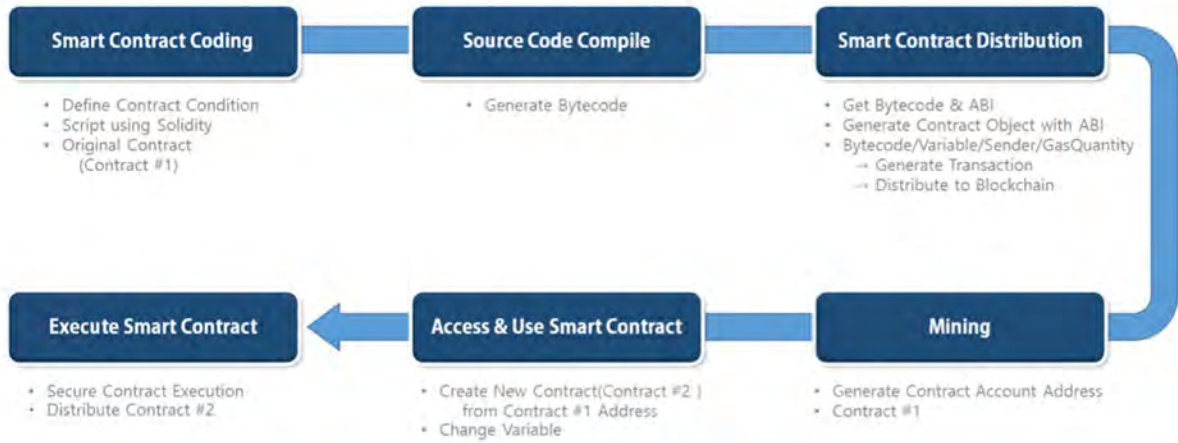 Smart Contract Coding
• Define Contract Condition
• Script using Solidity
• Original Contract
(Contract #1)
Source Code Compile
• Generate Bytecode
Smart Contract Distribution
• Get Bytecode & ABI
• Generate Contract Object with ABI
• Bytecode/Variable/Sender/GasQuantity
→ Generate Transaction
→ Distribute to Blockchain
Mining
• Generate Contract Account Address
• Contract #1
Access & Use Smart Contract
• Create New Contract(Contract #2 )
from Contract #1 Address
• Change Variable
Execute Smart Contract
• Secure Contract Execution
• Distribute Contract #2